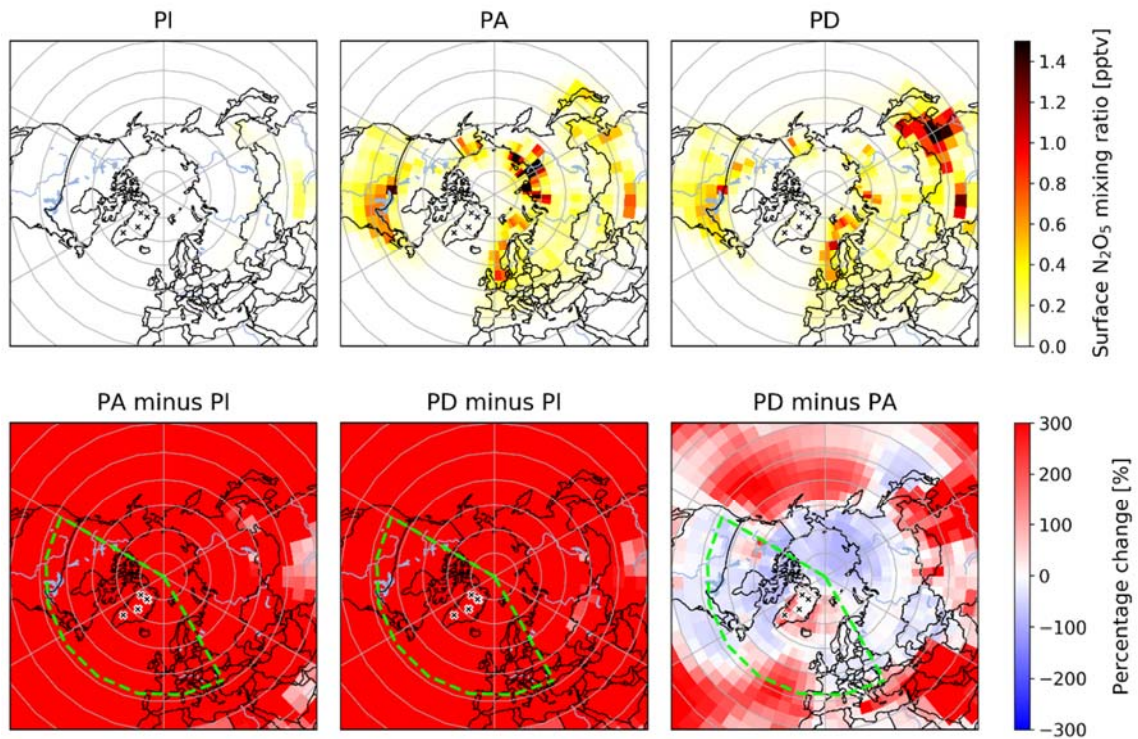 PI
PA
PD
1.4
1.2
1.0
0.8
0.6
0.4
0.2
0.0
Surface N₂O₅ mixing ratio [pptv]
PA minus PI
PD minus PI
PD minus PA
300
200
100
0
−100
−200
−300
Percentage change [%]